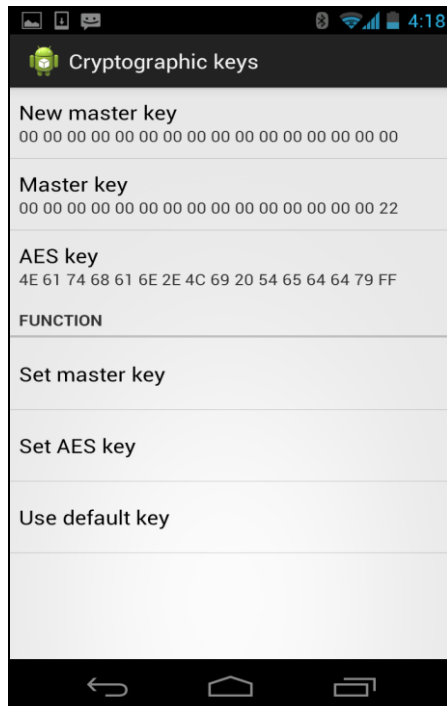 4:18
Cryptographic keys
New master key
00 00 00 00 00 00 00 00 00 00 00 00 00 00 00 00
Master key
00 00 00 00 00 00 00 00 00 00 00 00 00 00 00 22
AES key
4E 61 74 68 61 6E 2E 4C 69 20 54 65 64 64 79 FF
FUNCTION
Set master key
Set AES key
Use default key